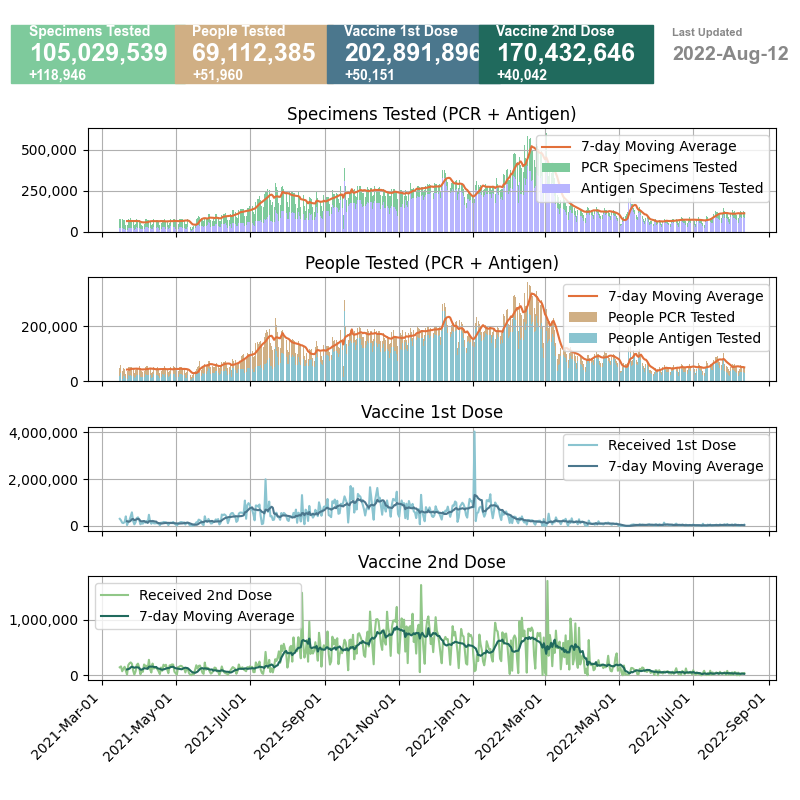 Specimens Tested
105,029,539
+118,946
People Tested
69,112,385
+51,960
Vaccine 1st Dose
202,891,896
+50,151
Vaccine 2nd Dose
170,432,646
+40,042
Last Updated
2022-Aug-12
Specimens Tested (PCR + Antigen)
500,000
250,000
0
7-day Moving Average
PCR Specimens Tested
Antigen Specimens Tested
People Tested (PCR + Antigen)
200,000
0
7-day Moving Average
People PCR Tested
People Antigen Tested
Vaccine 1st Dose
4,000,000
2,000,000
0
Received 1st Dose
7-day Moving Average
Vaccine 2nd Dose
1,000,000
0
Received 2nd Dose
7-day Moving Average
2021-Mar-01
2021-May-01
2021-Jul-01
2021-Sep-01
2021-Nov-01
2022-Jan-01
2022-Mar-01
2022-May-01
2022-Jul-01
2022-Sep-01